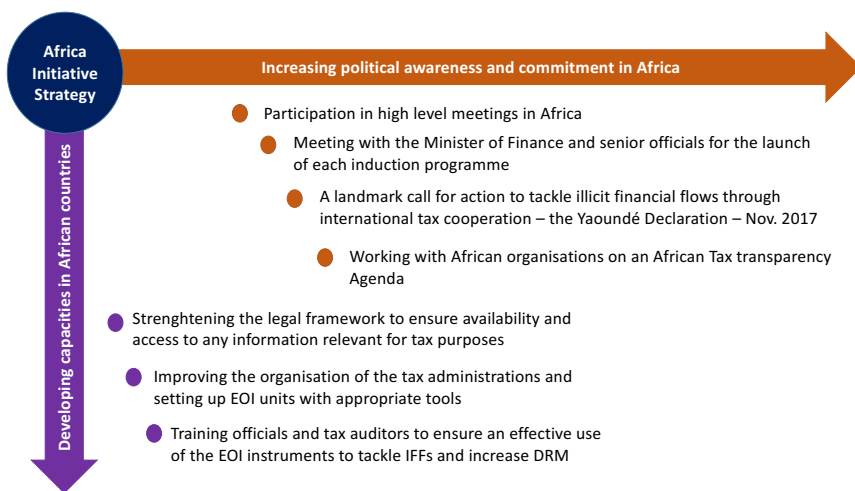 Africa
Initiative
Strategy
Increasing political awareness and commitment in Africa
Participation in high level meetings in Africa
Meeting with the Minister of Finance and senior officials for the launch
of each induction programme
A landmark call for action to tackle illicit financial flows through
international tax cooperation – the Yaoundé Declaration – Nov. 2017
Working with African organisations on an African Tax transparency
Agenda
Developing capacities in African countries
Strenghtening the legal framework to ensure availability and
access to any information relevant for tax purposes
Improving the organisation of the tax administrations and
setting up EOI units with appropriate tools
Training officials and tax auditors to ensure an effective use
of the EOI instruments to tackle IFFs and increase DRM